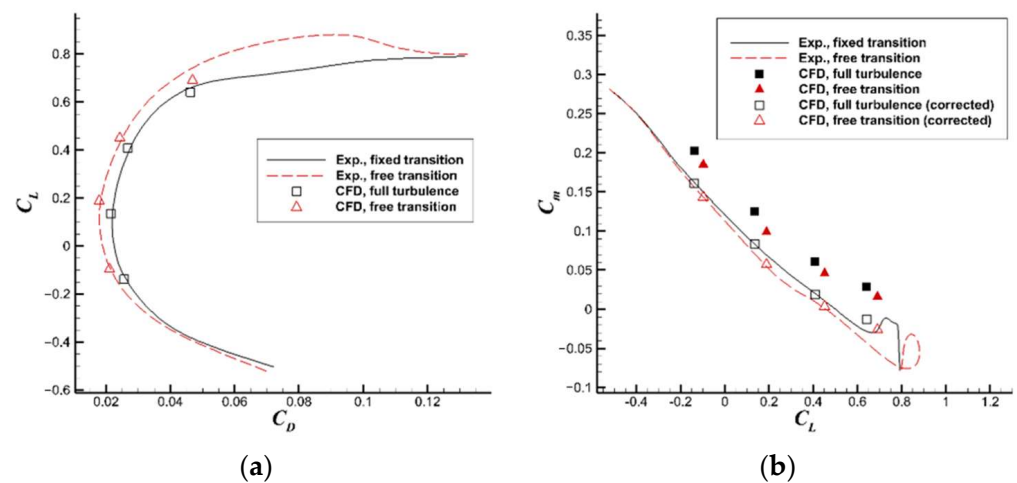 0.8
0.6
0.4
0.2
0
-0.2
-0.4
-0.6
C_L
0.02
0.04
0.06
0.08
0.1
0.12
C_D
Exp., fixed transition
Exp., free transition
CFD, full turbulence
CFD, free transition
(a)
0.35
0.3
0.25
0.2
0.15
0.1
0.05
0
-0.05
-0.1
C_m
-0.4
-0.2
0
0.2
0.4
0.6
0.8
1
1.2
C_L
Exp., fixed transition
Exp., free transition
CFD, full turbulence
CFD, free transition
CFD, full turbulence (corrected)
CFD, free transition (corrected)
(b)